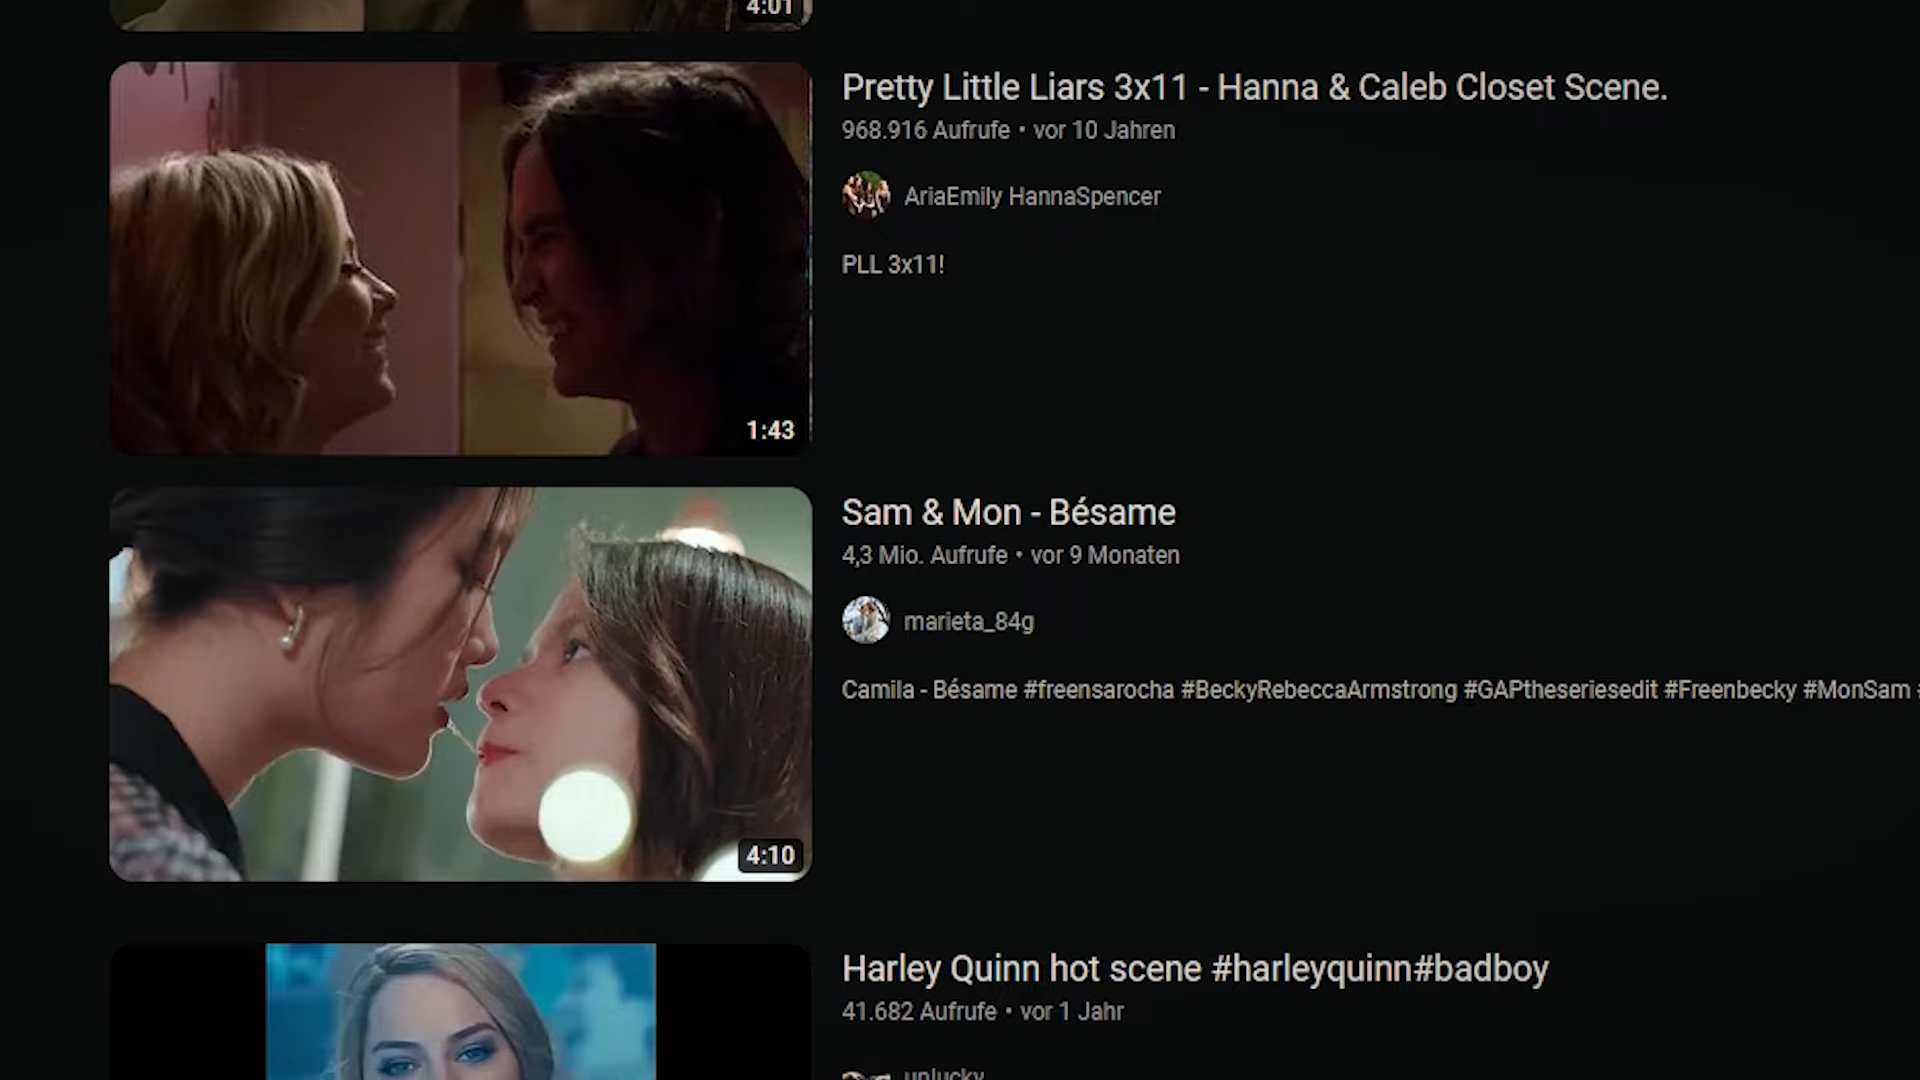 4:01
Pretty Little Liars 3x11 - Hanna & Caleb Closet Scene.
968.916 Aufrufe • vor 10 Jahren
AriaEmily HannaSpencer
PLL 3x11!
1:43
Sam & Mon - Bésame
4,3 Mio. Aufrufe • vor 9 Monaten
marieta_84g
Camila - Bésame #freensarocha #BeckyRebeccaArmstrong #GAPtheseriesedit #Freenbecky #MonSam #
4:10
Harley Quinn hot scene #harleyquinn#badboy
41.682 Aufrufe • vor 1 Jahr
unlucky